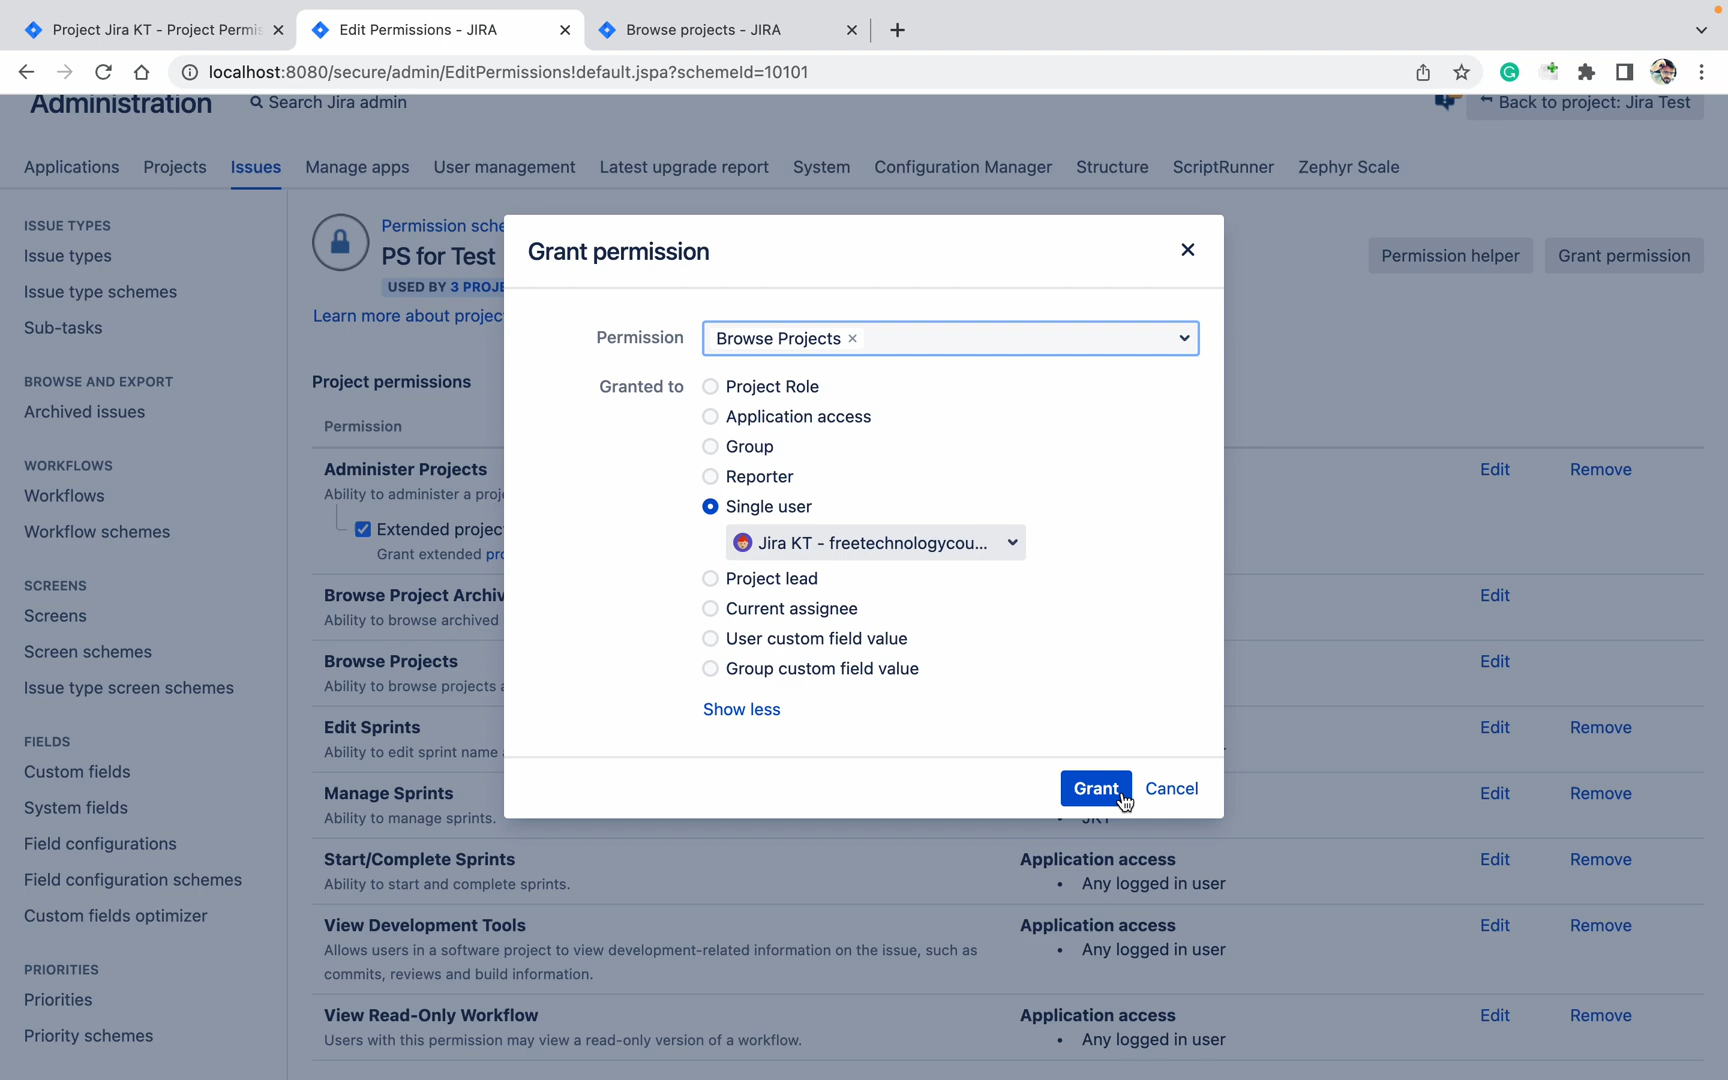 Project Jira KT - Project Permis
Edit Permissions - JIRA
Browse projects - JIRA
localhost:8080/secure/admin/EditPermissions!default.jspa?schemeId=10101
Administration
Search Jira admin
Back to project: Jira Test
Applications
Projects
Issues
Manage apps
User management
Latest upgrade report
System
Configuration Manager
Structure
ScriptRunner
Zephyr Scale
ISSUE TYPES
Issue types
Issue type schemes
Sub-tasks
BROWSE AND EXPORT
Archived issues
WORKFLOWS
Workflows
Workflow schemes
SCREENS
Screens
Screen schemes
Issue type screen schemes
FIELDS
Custom fields
System fields
Field configurations
Field configuration schemes
Custom fields optimizer
PRIORITIES
Priorities
Priority schemes
Permission sche
PS for Test
USED BY 3 PROJE
Learn more about projec
Permission helper
Grant permission
Project permissions
Permission
Administer Projects
Ability to administer a proj
Extended projec
Grant extended pro
Edit
Remove
Browse Project Archiv
Ability to browse archived
Edit
Browse Projects
Ability to browse projects a
Edit
Edit Sprints
Ability to edit sprint name
Edit
Remove
Manage Sprints
Ability to manage sprints.
JKT
Edit
Remove
Start/Complete Sprints
Ability to start and complete sprints.
Application access
• Any logged in user
Edit
Remove
View Development Tools
Allows users in a software project to view development-related information on the issue, such as
commits, reviews and build information.
Application access
• Any logged in user
Edit
Remove
View Read-Only Workflow
Users with this permission may view a read-only version of a workflow.
Application access
• Any logged in user
Edit
Remove
Grant permission
Permission
Browse Projects
Granted to
Project Role
Application access
Group
Reporter
Single user
Jira KT - freetechnologycou...
Project lead
Current assignee
User custom field value
Group custom field value
Show less
Grant
Cancel